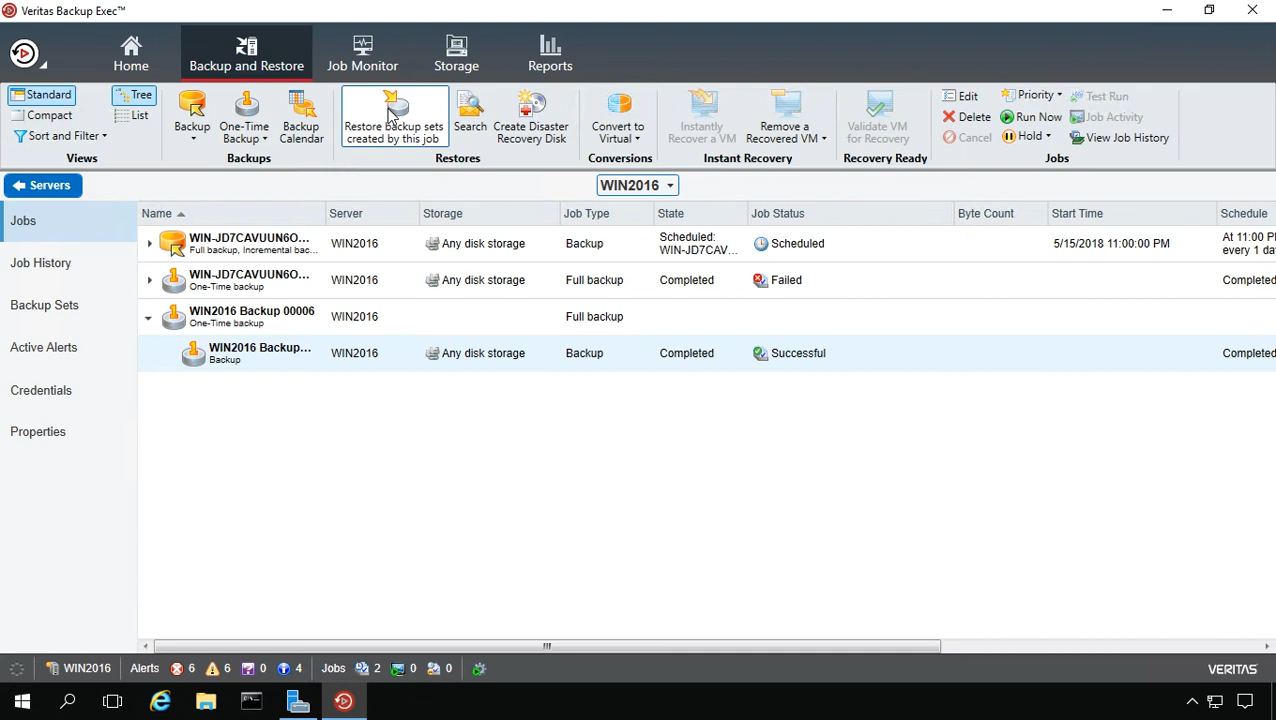 Veritas Backup Exec™
Home
Backup and Restore
Job Monitor
Storage
Reports
Standard
Compact
Sort and Filter
Tree
List
Views
Backup
One-Time
Backup
Backup
Calendar
Backups
Restore backup sets
created by this job
Search
Create Disaster
Recovery Disk
Restores
Convert to
Virtual
Conversions
Instantly
Recover a VM
Remove a
Recovered VM
Instant Recovery
Validate VM
for Recovery
Recovery Ready
Edit
Delete
Cancel
Priority
Run Now
Hold
Test Run
Job Activity
View Job History
Jobs
Servers
WIN2016
Jobs
Job History
Backup Sets
Active Alerts
Credentials
Properties
Name Server Storage Job Type State Job Status Byte Count Start Time Schedule
WIN-JD7CAVUUN6O...
Full backup, Incremental bac...
WIN2016
Any disk storage
Backup
Scheduled:
WIN-JD7CAV...
Scheduled
5/15/2018 11:00:00 PM
At 11:00 P
every 1 da
WIN-JD7CAVUUN6O...
One-Time backup
WIN2016
Any disk storage
Full backup
Completed
Failed
Completed
WIN2016 Backup 00006
One-Time backup
WIN2016
Full backup
WIN2016 Backup...
Backup
WIN2016
Any disk storage
Backup
Completed
Successful
Completed
WIN2016 Alerts 6 6 0 4 Jobs 2 0 0
VERITAS